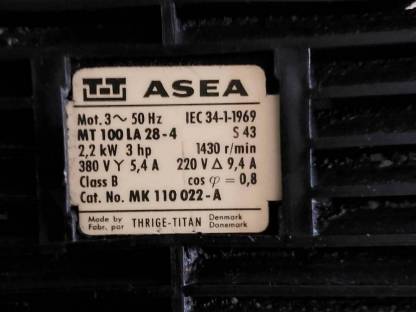 TT ASEA
Mot. 3~ 50 Hz IEC 34-1-1969
MT 100 LA 28-4 S 43
2,2 kW 3 hp 1430 r/min
380 V Y 5,4 A 220 V Δ 9,4 A
Class B cos φ = 0,8
Cat. No. MK 110 022-A
Made by THRIGE-TITAN Denmark
Fabr. par Danemark